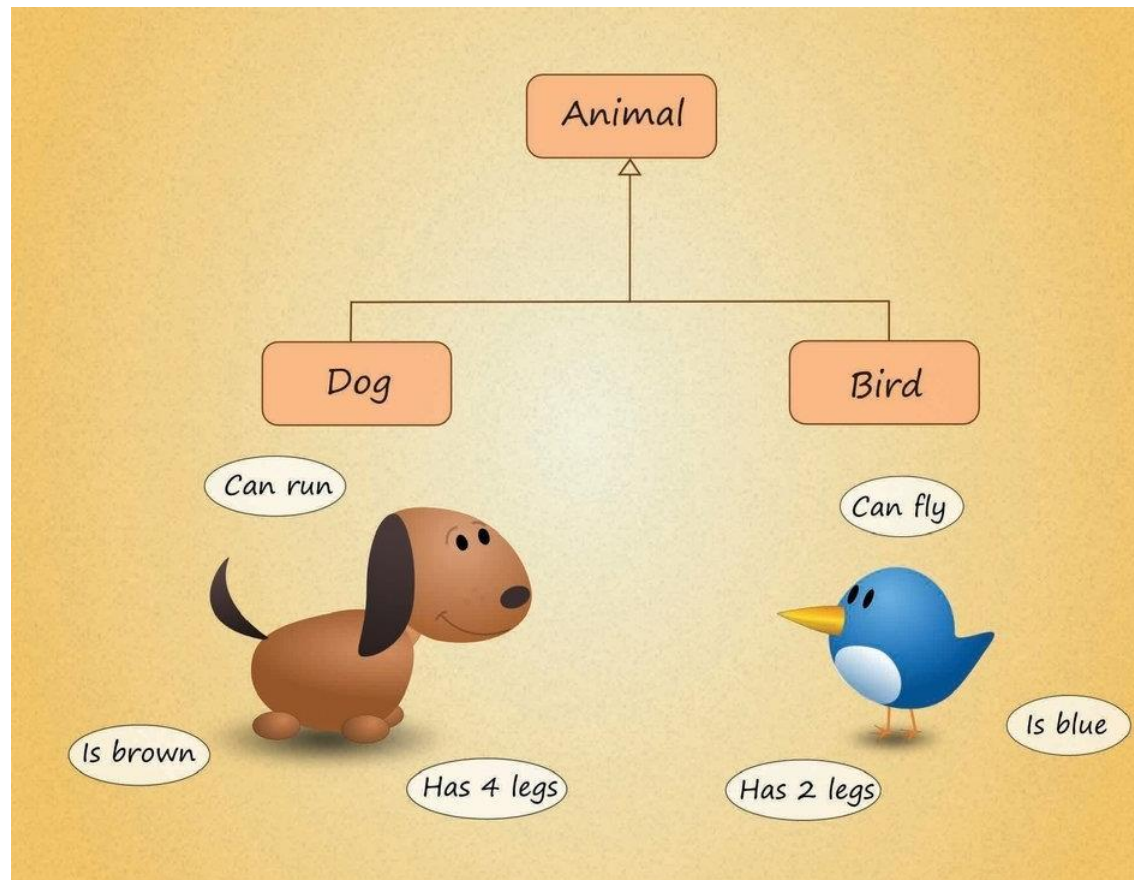 Animal
Dog
Bird
Can run
Can fly
Is brown
Has 4 legs
Has 2 legs
Is blue